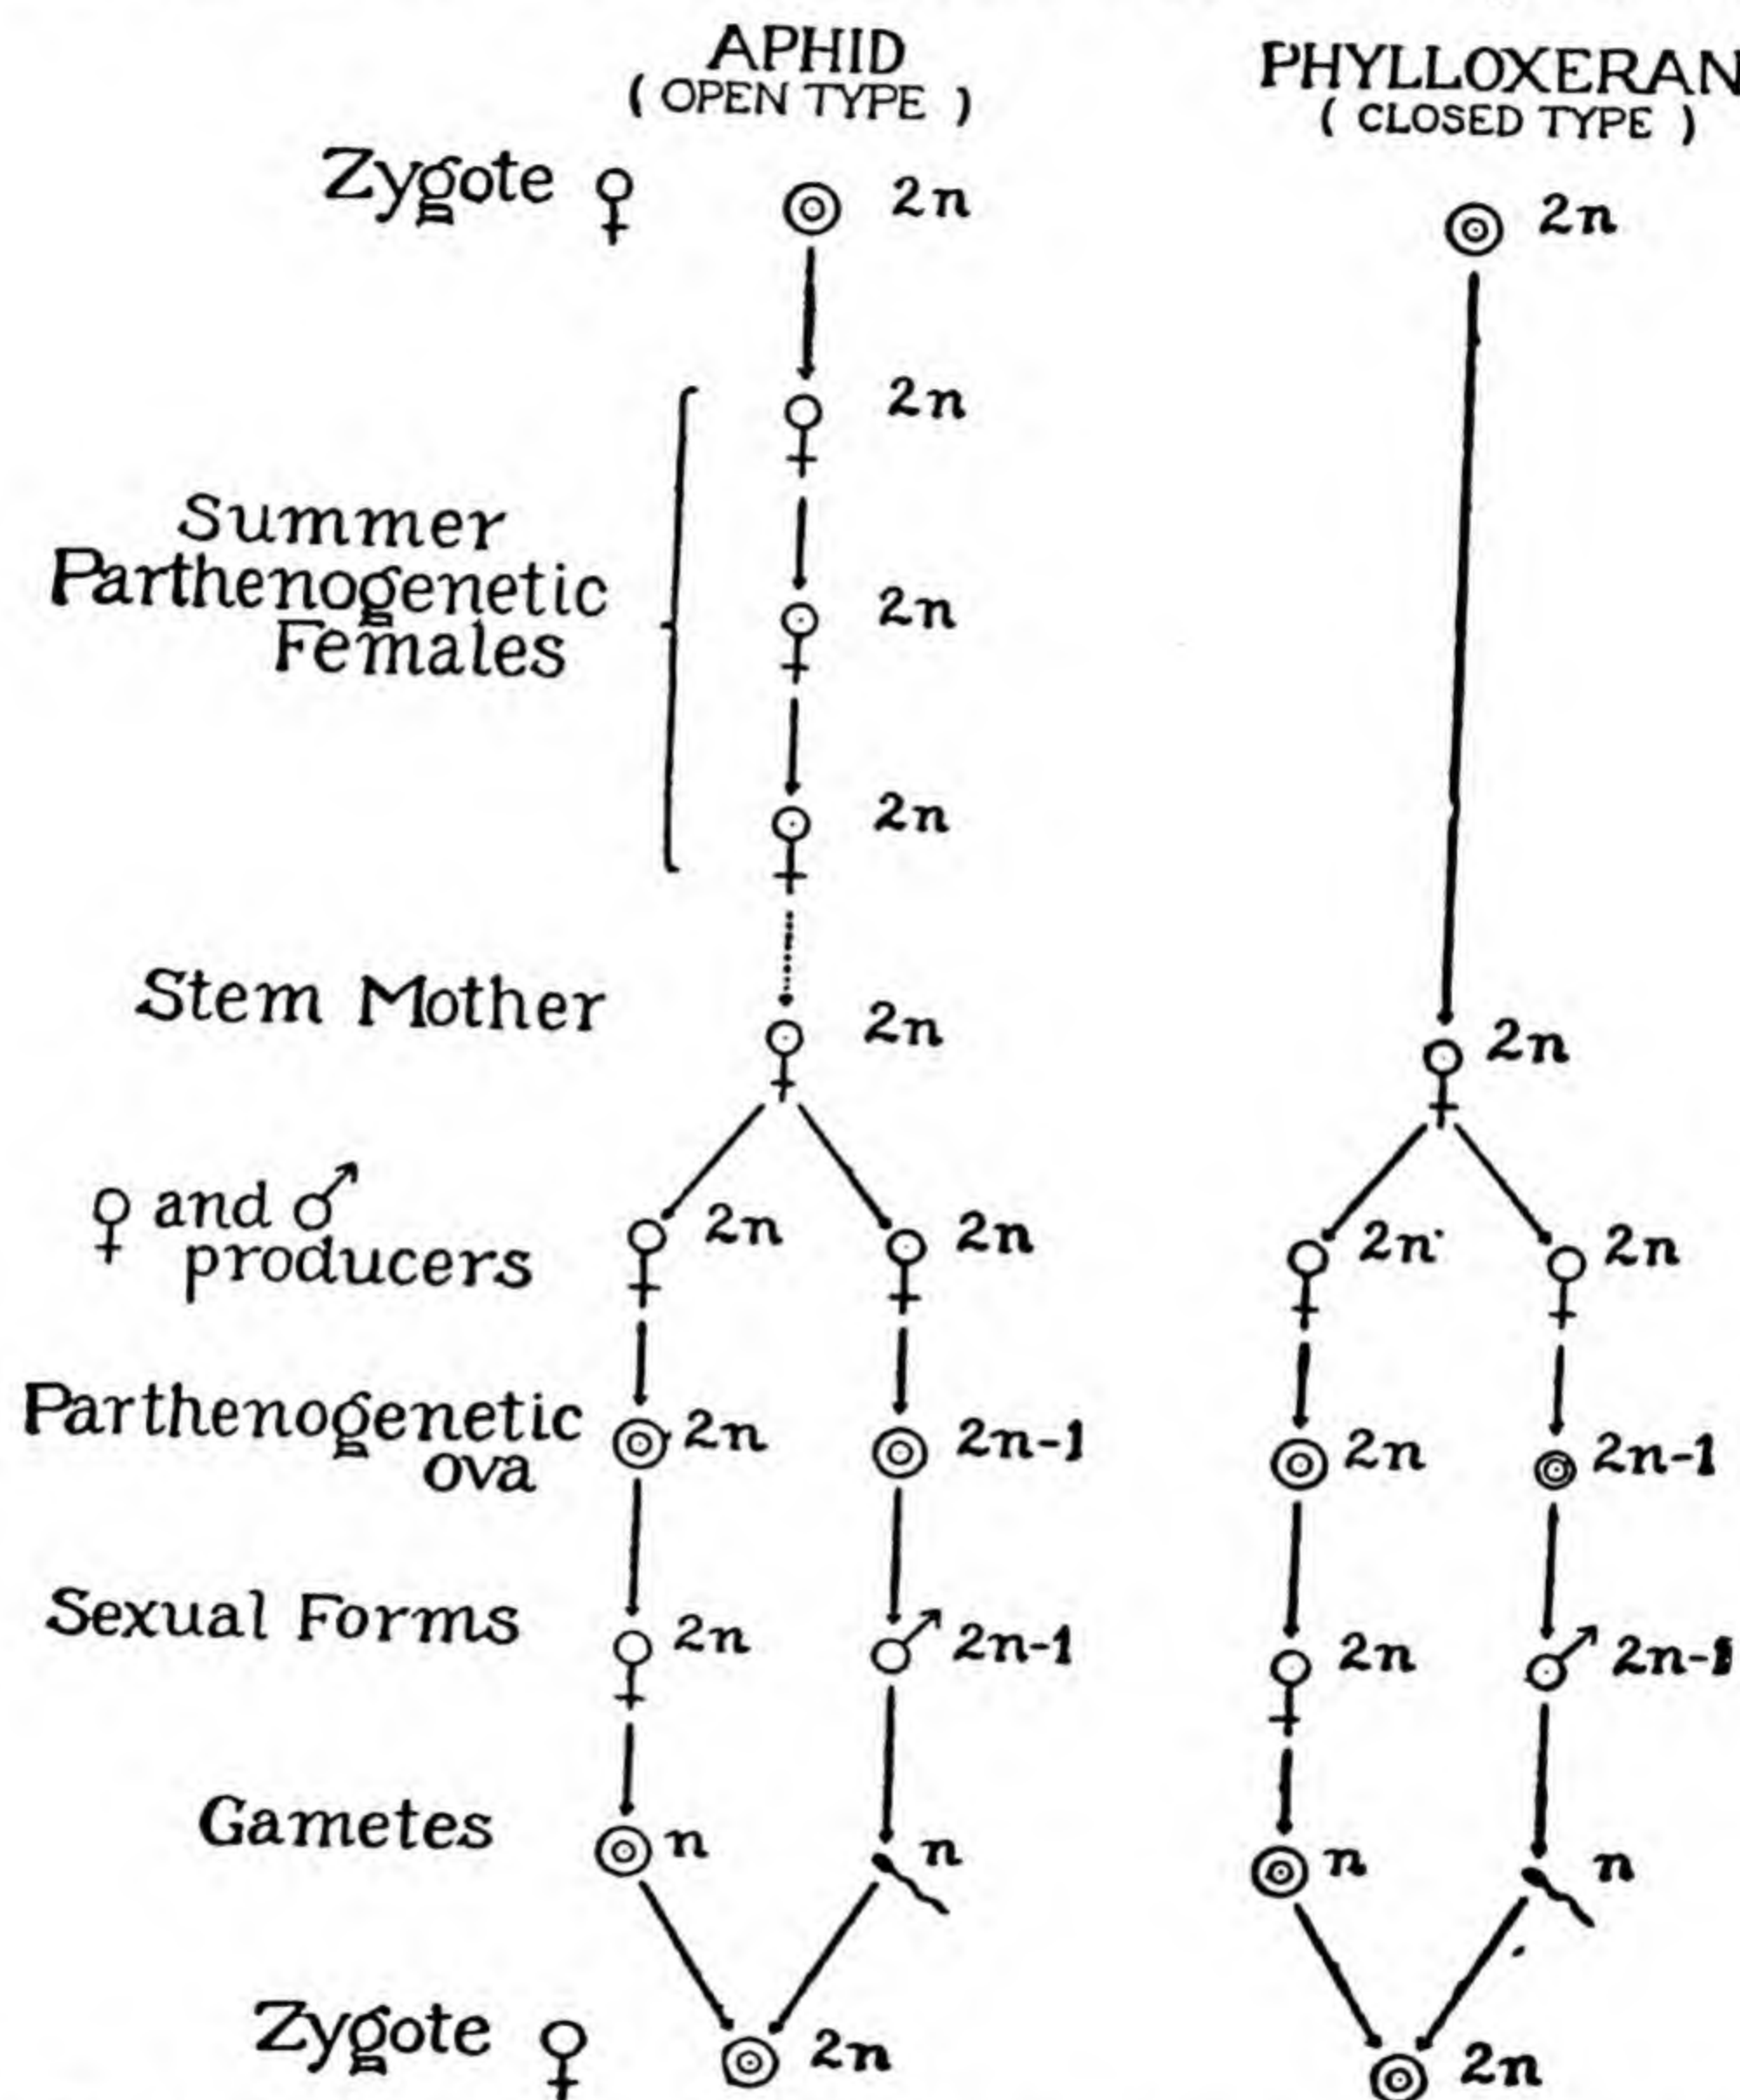 APHID
( OPEN TYPE )
PHYLLOXERAN
( CLOSED TYPE )
Zygote ♀ 2n 2n
2n
Summer
Parthenogenetic
Females
2n
2n
Stem Mother 2n 2n
♀ and ♂
producers
2n 2n 2n 2n
Parthenogenetic
ova
2n 2n-1 2n 2n-1
Sexual Forms 2n 2n-1 2n 2n-1
Gametes n n n n
Zygote ♀ 2n 2n